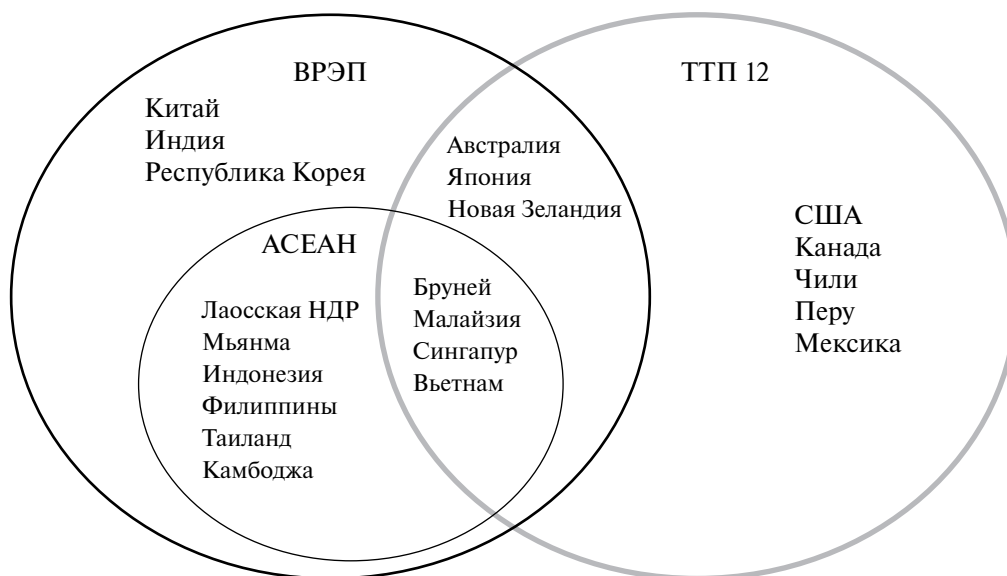 ВРЭП
Китай
Индия
Республика Корея
АСЕАН
Лаосская НДР
Мьянма
Индонезия
Филиппины
Таиланд
Камбоджа
Австралия
Япония
Новая Зеландия
Бруней
Малайзия
Сингапур
Вьетнам
ТТП 12
США
Канада
Чили
Перу
Мексика